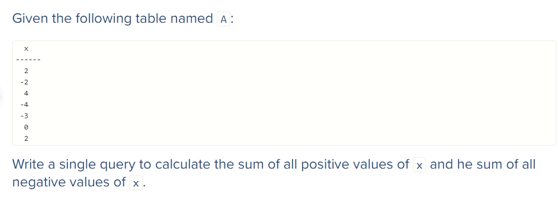 Given the following table named A:
x
------
2
-2
4
-4
-3
0
2
Write a single query to calculate the sum of all positive values of x and he sum of all
negative values of x.